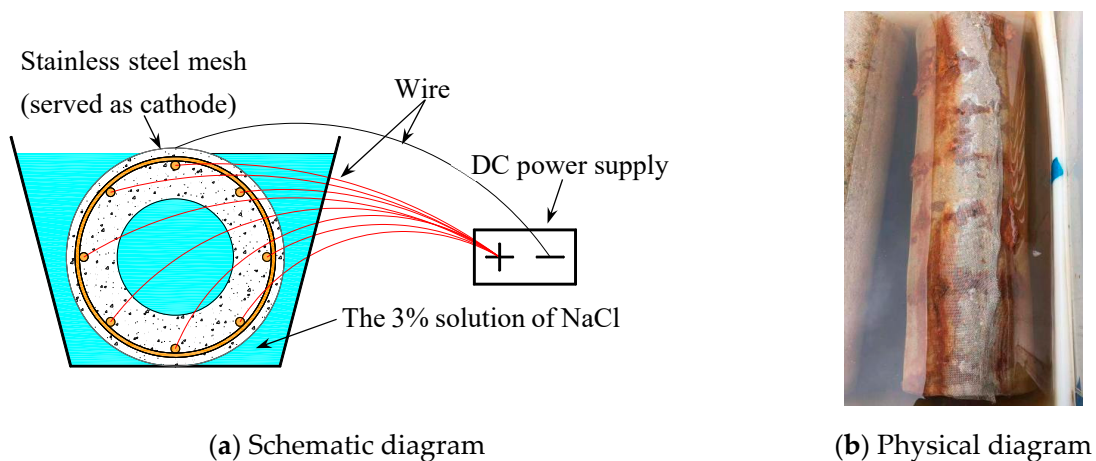 Stainless steel mesh
(served as cathode)
Wire
DC power supply
+ −
The 3% solution of NaCl
(a) Schematic diagram
(b) Physical diagram